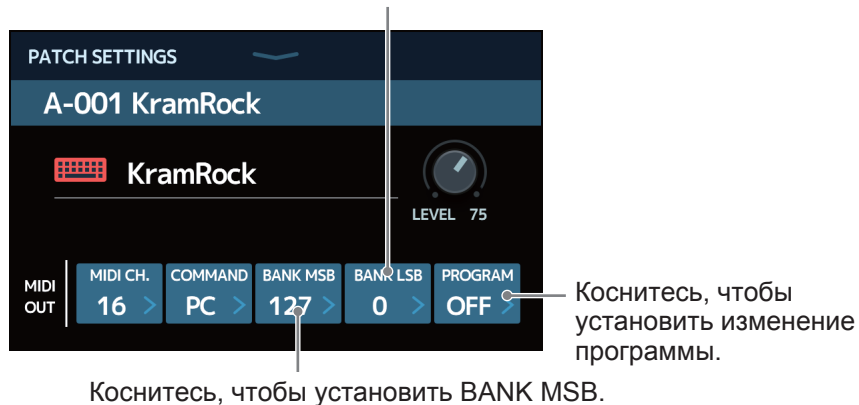 PATCH SETTINGS
A-001 KramRock
KramRock
LEVEL 75
MIDI OUT
MIDI CH. COMMAND BANK MSB BANK LSB PROGRAM
16 PC 127 0 OFF
Коснитесь, чтобы
установить изменение
программы.
Коснитесь, чтобы установить BANK MSB.